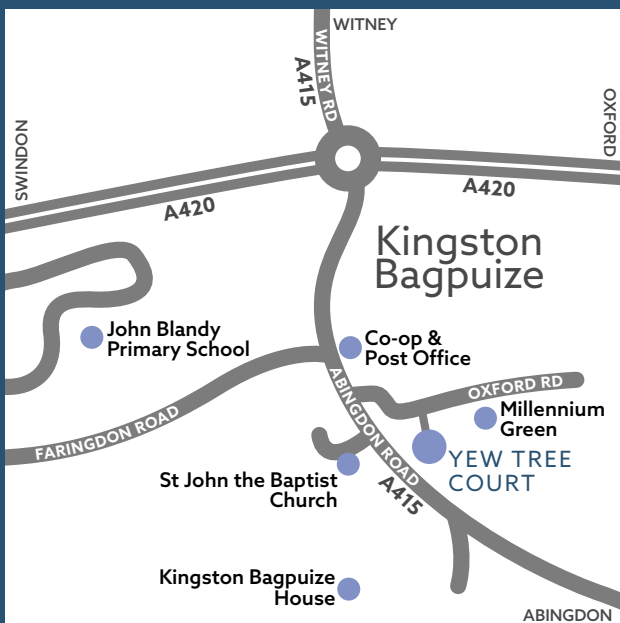 WITNEY
WITNEY RD
A415
OXFORD
SWINDON
A420
A420
Kingston
Bagpuize
John Blandy
Primary School
Co-op &
Post Office
OXFORD RD
ABINGDON ROAD
Millennium
Green
FARINGDON ROAD
YEW TREE
COURT
St John the Baptist
Church
A415
Kingston Bagpuize
House
ABINGDON